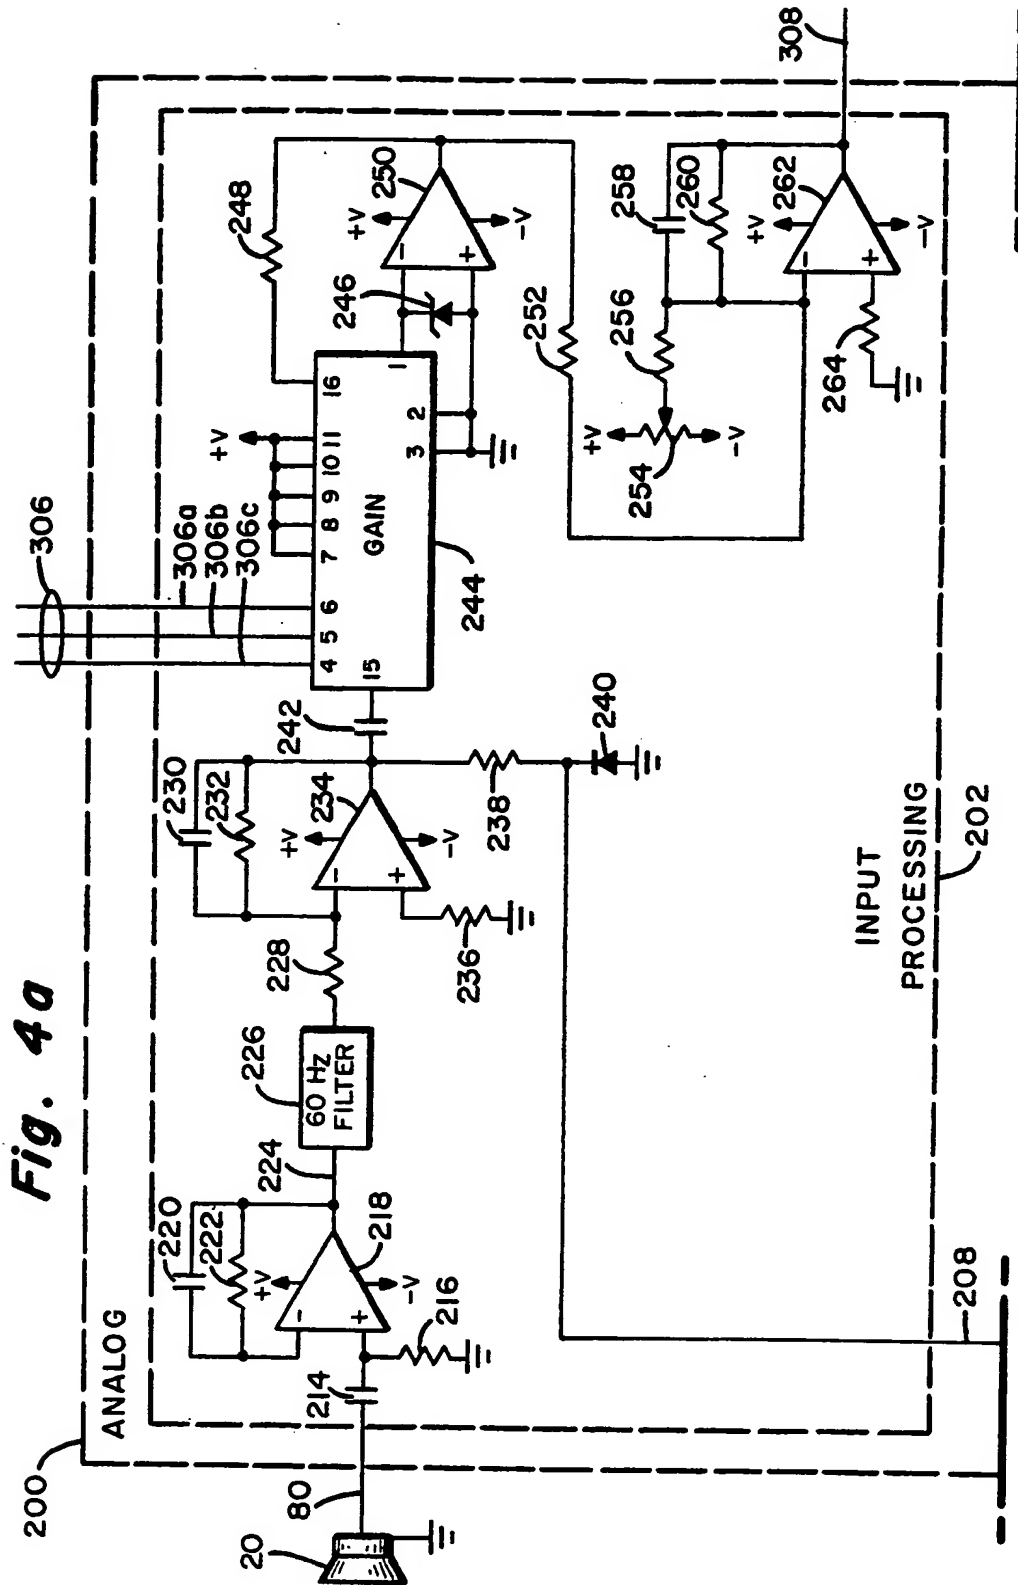 Fig. 4a
200
ANALOG
20
80
214
216
+V
-V
-
+
218
220
222
224
226
60 HZ
FILTER
228
230
232
+V
-V
-
+
234
236
238
240
242
306
306a
306b
306c
4 5 6 7 8 9 10 11 16
15
GAIN
3 2
1
+V
244
246
248
+V
-V
-
+
250
252
+V
-V
254
256
258
260
+V
-V
-
+
262
264
308
INPUT
PROCESSING
202
208